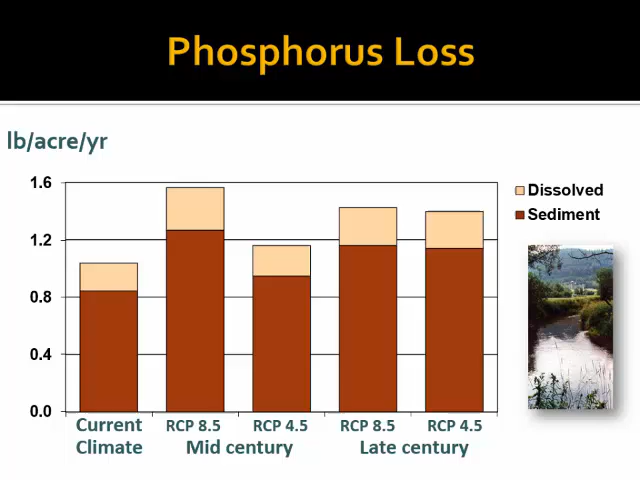 Phosphorus Loss
lb/acre/yr
1.6
1.2
0.8
0.4
0.0
Dissolved
Sediment
Current Climate
RCP 8.5
RCP 4.5
Mid century
RCP 8.5
RCP 4.5
Late century